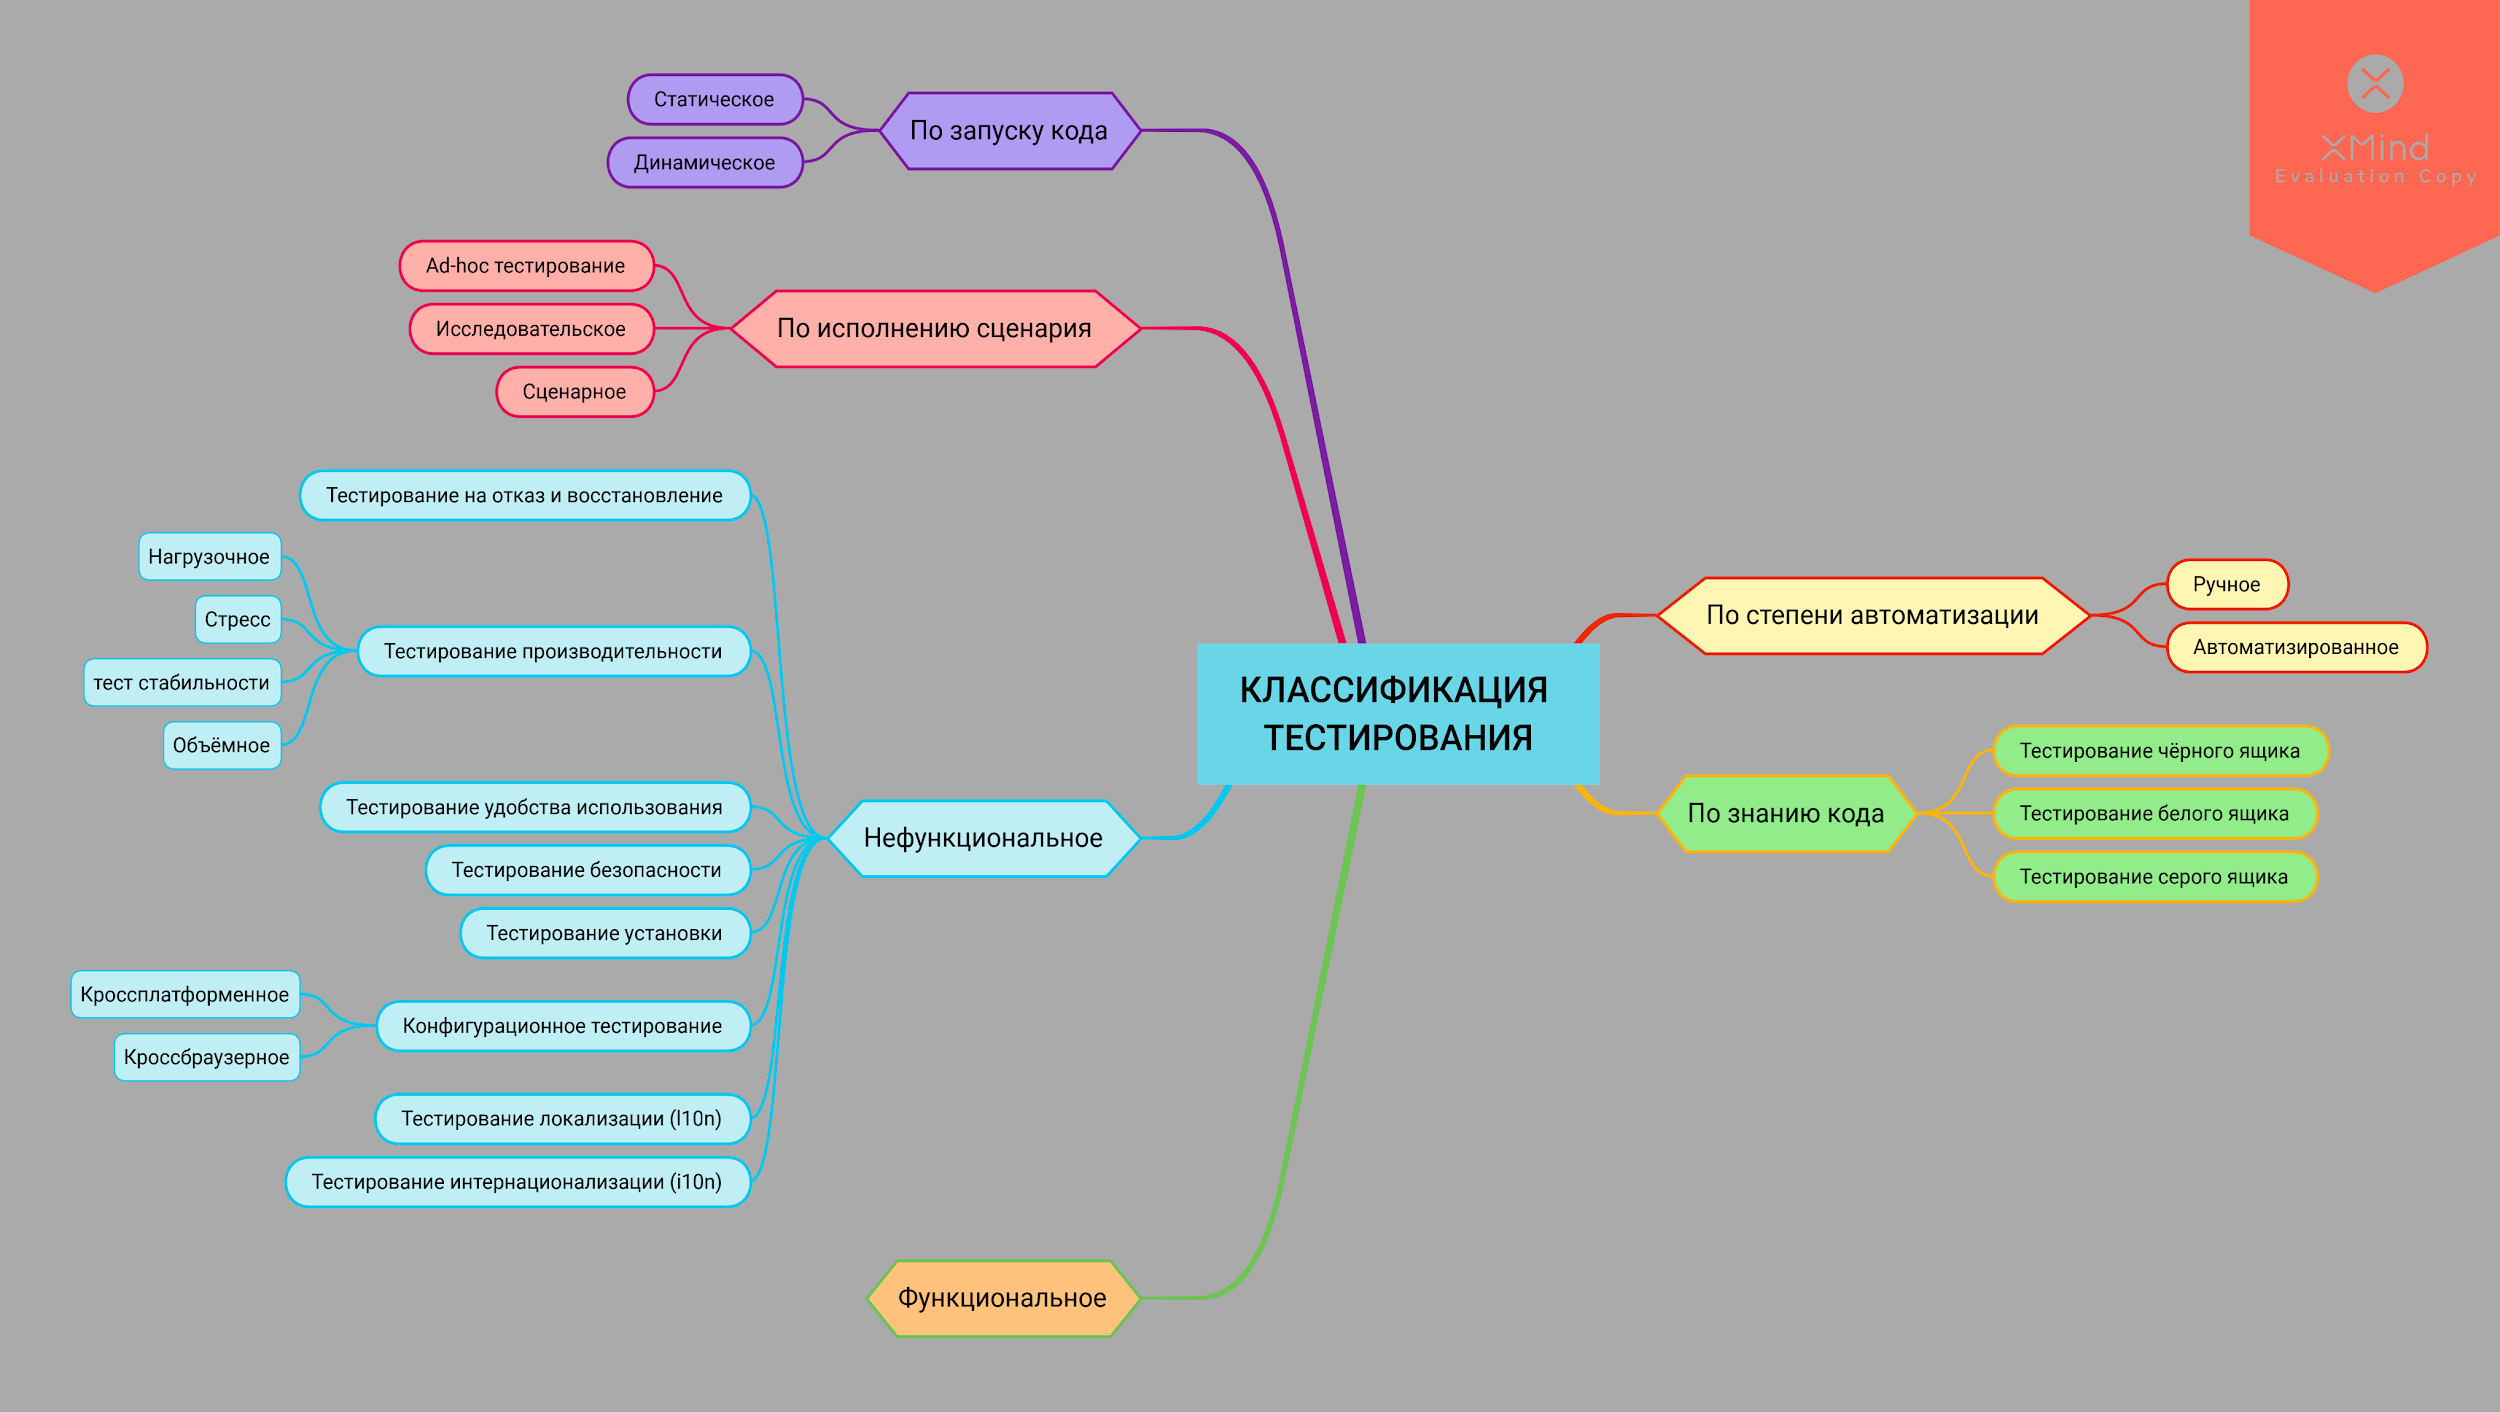 XMind
Evaluation Copy
КЛАССИФИКАЦИЯ
ТЕСТИРОВАНИЯ
По степени автоматизации
Ручное
Автоматизированное
По знанию кода
Тестирование чёрного ящика
Тестирование белого ящика
Тестирование серого ящика
По запуску кода
Статическое
Динамическое
По исполнению сценария
Ad-hoc тестирование
Исследовательское
Сценарное
Нефункциональное
Тестирование на отказ и восстановление
Тестирование производительности
Нагрузочное
Стресс
тест стабильности
Объёмное
Тестирование удобства использования
Тестирование безопасности
Тестирование установки
Конфигурационное тестирование
Кроссплатформенное
Кроссбраузерное
Тестирование локализации (l10n)
Тестирование интернационализации (i10n)
Функциональное